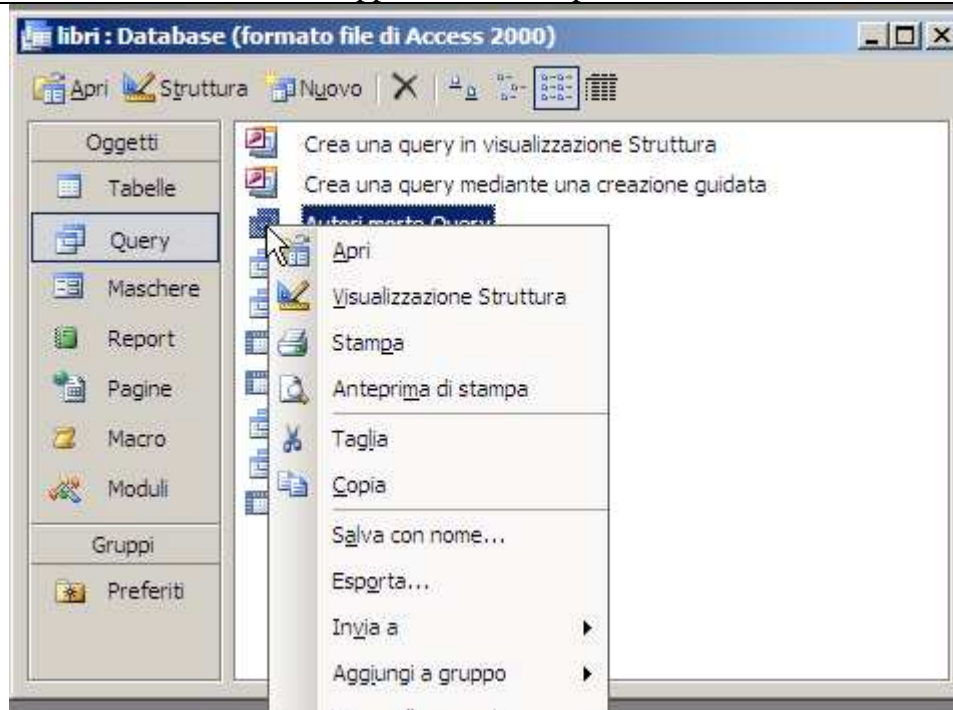 libri : Database (formato file di Access 2000)
Apri Struttura Nuovo
Oggetti
Tabelle
Query
Maschere
Report
Pagine
Macro
Moduli
Gruppi
Preferiti
Crea una query in visualizzazione Struttura
Crea una query mediante una creazione guidata
Query
Apri
Visualizzazione Struttura
Stampa
Anteprima di stampa
Taglia
Copia
Salva con nome...
Esporta...
Invia a
Aggiungi a gruppo